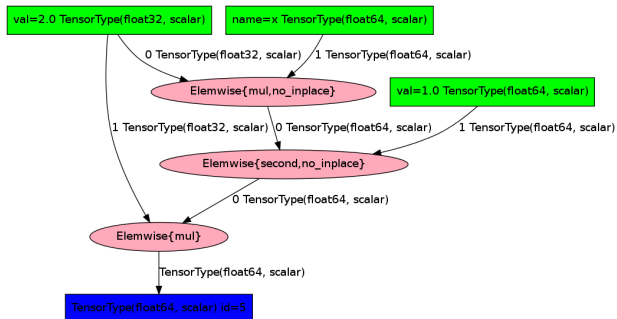 val=2.0 TensorType(float32, scalar)
name=x TensorType(float64, scalar)
0 TensorType(float32, scalar)
1 TensorType(float64, scalar)
Elemwise{mul,no_inplace}
val=1.0 TensorType(float64, scalar)
1 TensorType(float32, scalar)
0 TensorType(float64, scalar)
1 TensorType(float64, scalar)
Elemwise{second,no_inplace}
0 TensorType(float64, scalar)
Elemwise{mul}
TensorType(float64, scalar)
TensorType(float64, scalar) id=5